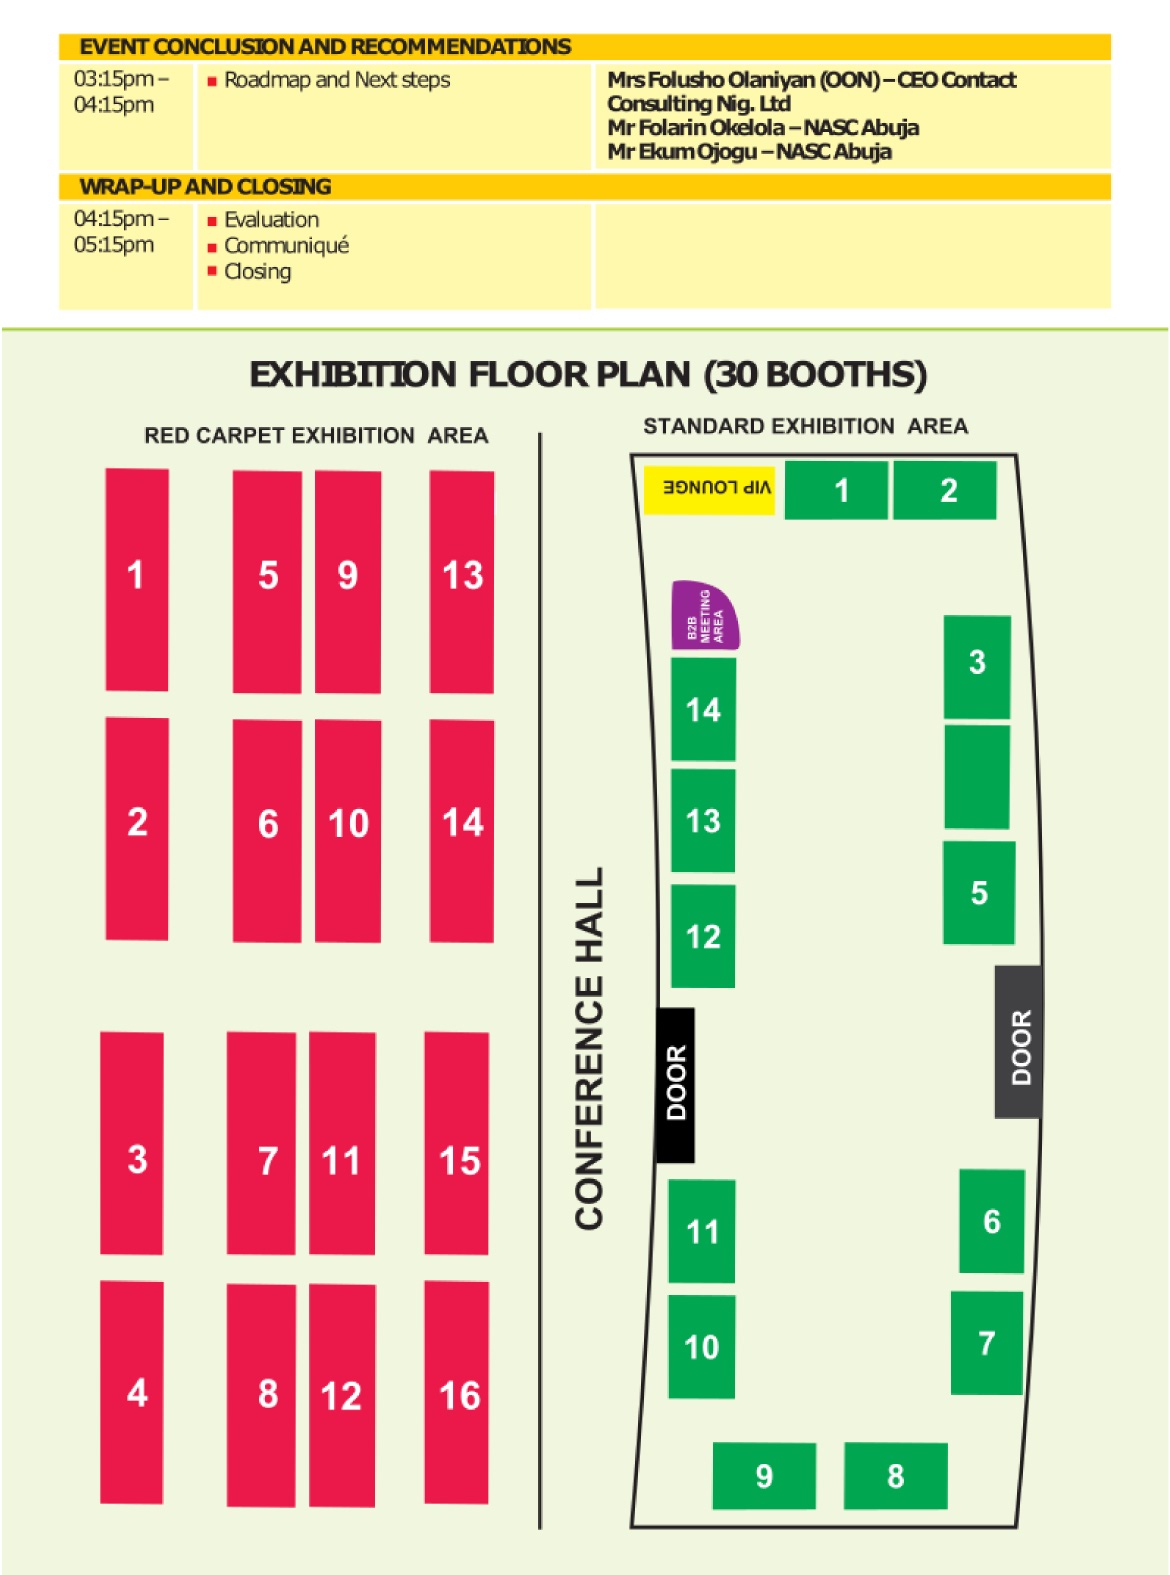 EVENT CONCLUSION AND RECOMMENDATIONS
03:15pm –
04:15pm
Roadmap and Next steps
Mrs Folusho Olaniyan (OON) – CEO Contact
Consulting Nig. Ltd
Mr Folarin Okelola – NASC Abuja
Mr Ekum Ojogu – NASC Abuja
WRAP-UP AND CLOSING
04:15pm –
05:15pm
Evaluation
Communiqué
Closing
EXHIBITION FLOOR PLAN (30 BOOTHS)
RED CARPET EXHIBITION AREA
1
5
9
13
2
6
10
14
3
7
11
15
4
8
12
16
CONFERENCE HALL
STANDARD EXHIBITION AREA
VIP LOUNGE
1
2
B2B
MEETING
AREA
3
14
13
5
12
DOOR
DOOR
11
6
10
7
9
8